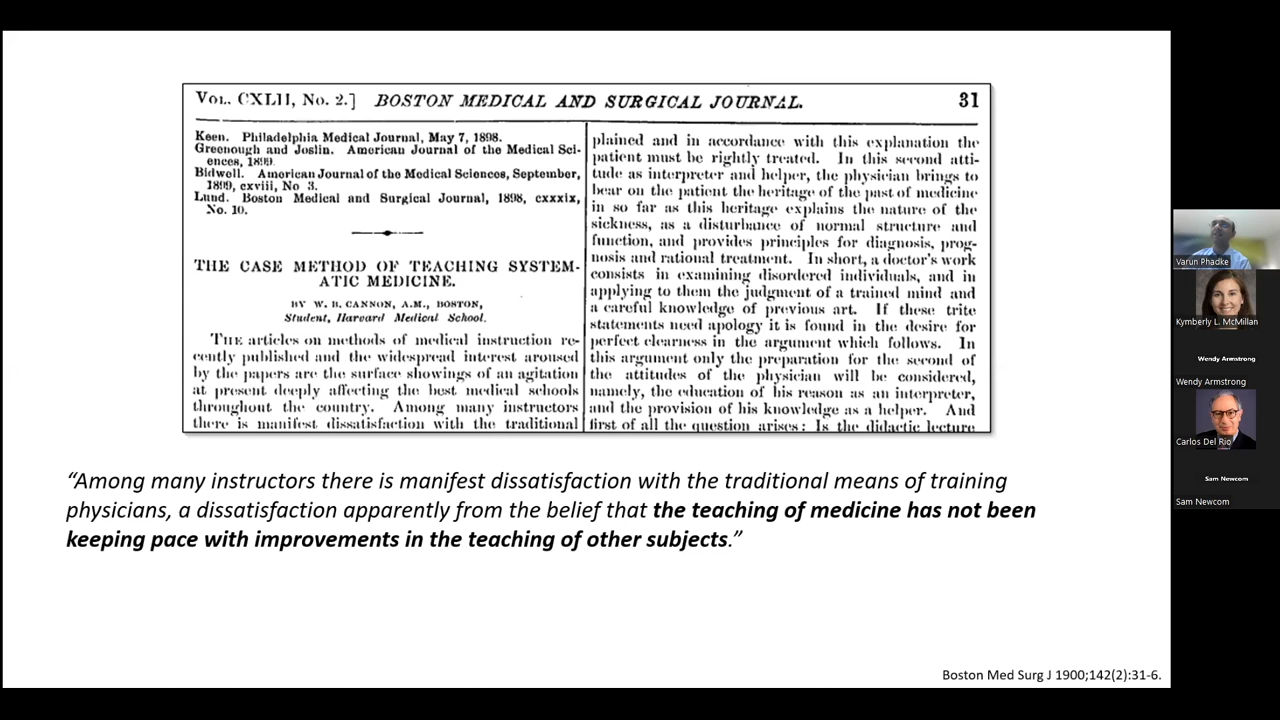 VOL. CXLII, No. 2.] BOSTON MEDICAL AND SURGICAL JOURNAL. 31
Keen. Philadelphia Medical Journal, May 7, 1898.
Greenough and Joslin. American Journal of the Medical Sci-
ences, 1899.
Bidwell. American Journal of the Medical Sciences, September,
1899, cxviii, No 3.
Lund. Boston Medical and Surgical Journal, 1898, cxxxix,
No. 10.
THE CASE METHOD OF TEACHING SYSTEM-
ATIC MEDICINE.
BY W. B. CANNON, A.M., BOSTON,
Student, Harvard Medical School.
THE articles on methods of medical instruction re-
cently published and the widespread interest aroused
by the papers are the surface showings of an agitation
at present deeply affecting the best medical schools
throughout the country. Among many instructors
there is manifest dissatisfaction with the traditional
plained and in accordance with this explanation the
patient must be rightly treated. In this second atti-
tude as interpreter and helper, the physician brings to
bear on the patient the heritage of the past of medicine
in so far as this heritage explains the nature of the
sickness, as a disturbance of normal structure and
function, and provides principles for diagnosis, prog-
nosis and rational treatment. In short, a doctor's work
consists in examining disordered individuals, and in
applying to them the judgment of a trained mind and
a careful knowledge of previous art. If these trite
statements need apology it is found in the desire for
perfect clearness in the argument which follows. In
this argument only the preparation for the second of
the attitudes of the physician will be considered,
namely, the education of his reason as an interpreter,
and the provision of his knowledge as a helper. And
first of all the question arises: Is the didactic lecture
“Among many instructors there is manifest dissatisfaction with the traditional means of training
physicians, a dissatisfaction apparently from the belief that the teaching of medicine has not been
keeping pace with improvements in the teaching of other subjects.”
Boston Med Surg J 1900;142(2):31-6.
Varun Phadke
Kymberly L. McMillan
Wendy Armstrong
Wendy Armstrong
Carlos Del Rio
Sam Newcom
Sam Newcom